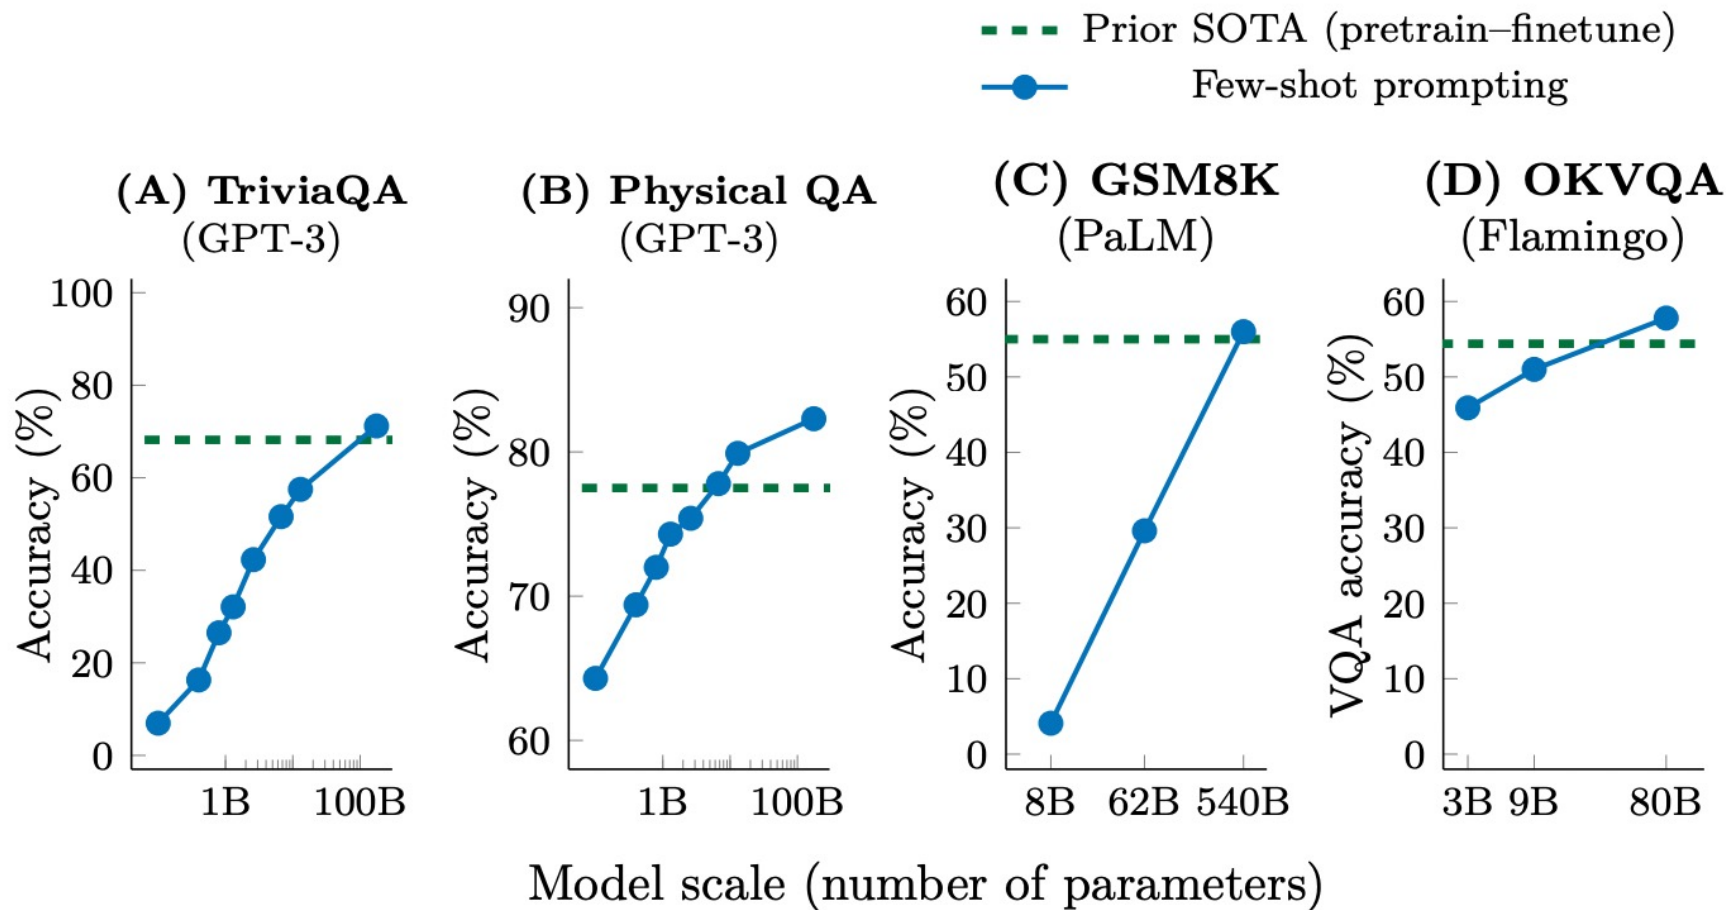 Prior SOTA (pretrain–finetune)
Few-shot prompting
(A) TriviaQA
(GPT-3)
100
80
60
40
20
0
Accuracy (%)
1B
100B
(B) Physical QA
(GPT-3)
90
80
70
60
Accuracy (%)
1B
100B
(C) GSM8K
(PaLM)
60
50
40
30
20
10
0
Accuracy (%)
8B
62B
540B
(D) OKVQA
(Flamingo)
60
50
40
30
20
10
0
VQA accuracy (%)
3B
9B
80B
Model scale (number of parameters)